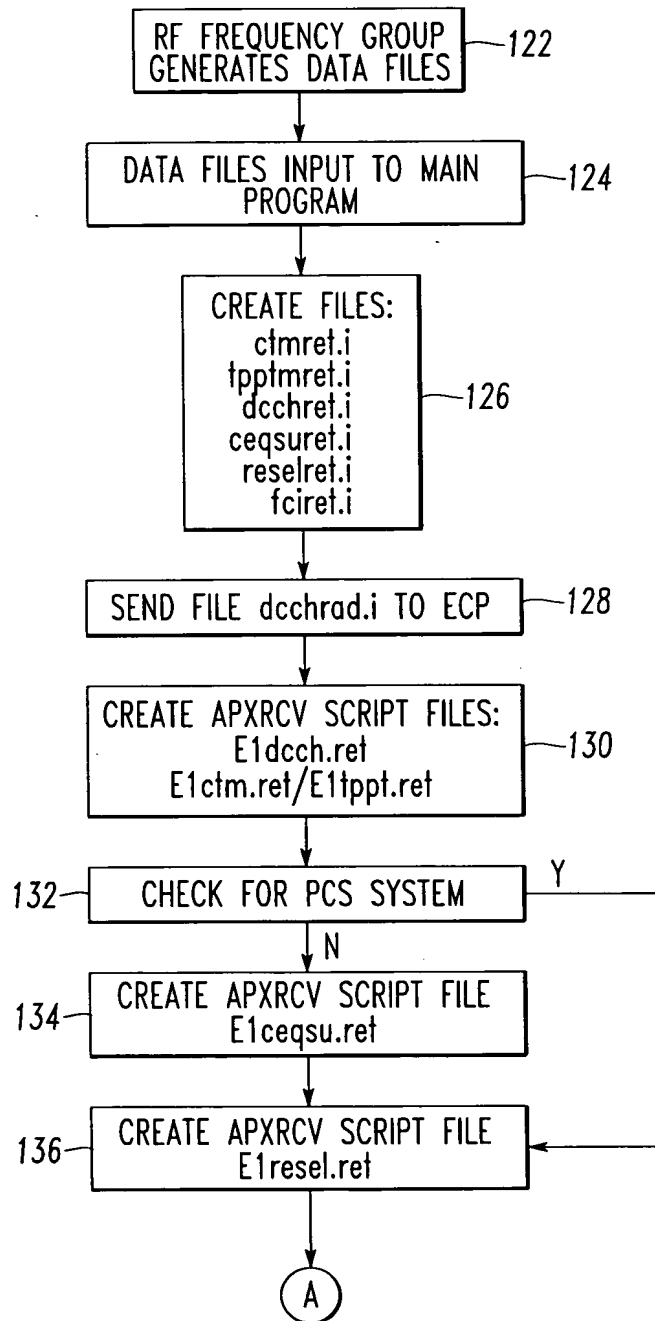 RF FREQUENCY GROUP
GENERATES DATA FILES
122
DATA FILES INPUT TO MAIN
PROGRAM
124
CREATE FILES:
ctmret.i
tpptmret.i
dcchret.i
ceqsuret.i
reselret.i
fciret.i
126
SEND FILE dcchrad.i TO ECP
128
CREATE APXRCV SCRIPT FILES:
E1dcch.ret
E1ctm.ret/E1tppt.ret
130
132
CHECK FOR PCS SYSTEM
Y
N
134
CREATE APXRCV SCRIPT FILE
E1ceqsu.ret
136
CREATE APXRCV SCRIPT FILE
E1resel.ret
A